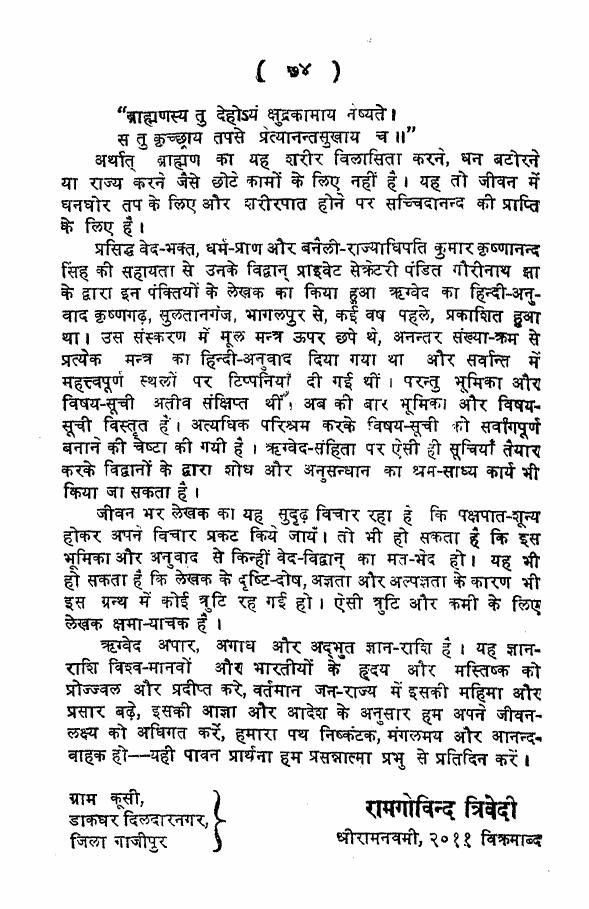 ( ७४ )
“ब्राह्मणस्य तु देहोऽयं क्षुद्रकामाय नेष्यते।
स तु कृच्छ्राय तपसे प्रेत्यानन्तसुखाय च॥”
अर्थात् ब्राह्मण का यह शरीर विलासिता करने, धन बटोरने
या राज्य करने जैसे छोटे कामों के लिए नहीं है। यह तो जीवन में
घनघोर तप के लिए और शरीरपात होने पर सच्चिदानन्द की प्राप्ति
के लिए है।
प्रसिद्ध वेद-भक्त, धर्म-प्राण और बनैली-राज्याधिपति कुमार कृष्णानन्द
सिंह की सहायता से उनके विद्वान् प्राइवेट सेक्रेटरी पंडित गौरीनाथ झा
के द्वारा इन पंक्तियों के लेखक का किया हुआ ऋग्वेद का हिन्दी-अनु-
वाद कृष्णगढ़, सुलतानगंज, भागलपुर से, कई वर्ष पहले, प्रकाशित हुआ
था। उस संस्करण में मूल मन्त्र ऊपर छपे थे, अनन्तर संख्या-क्रम से
प्रत्येक मन्त्र का हिन्दी-अनुवाद दिया गया था और सर्वान्त में
महत्त्वपूर्ण स्थलों पर टिप्पनियाँ दी गई थीं। परन्तु भूमिका और
विषय-सूची अतीव संक्षिप्त थीं, अब की बार भूमिका और विषय-
सूची विस्तृत हैं। अत्यधिक परिश्रम करके विषय-सूची को सर्वांगपूर्ण
बनाने की चेष्टा की गयी है। ऋग्वेद-संहिता पर ऐसी ही सूचियाँ तैयार
करके विद्वानों के द्वारा शोध और अनुसन्धान का श्रम-साध्य कार्य भी
किया जा सकता है।
जीवन भर लेखक का यह सुदृढ़ विचार रहा है कि पक्षपात-शून्य
होकर अपने विचार प्रकट किये जायँ। तो भी हो सकता है कि इस
भूमिका और अनुवाद से किन्हीं वेद-विद्वान् का मत-भेद हो। यह भी
हो सकता है कि लेखक के दृष्टि-दोष, अज्ञता और अल्पज्ञता के कारण भी
इस ग्रन्थ में कोई त्रुटि रह गई हो। ऐसी त्रुटि और कमी के लिए
लेखक क्षमा-याचक है।
ऋग्वेद अपार, अगाध और अद्भुत ज्ञान-राशि है। यह ज्ञान-
राशि विश्व-मानवों और भारतीयों के हृदय और मस्तिष्क को
प्रोज्ज्वल और प्रदीप्त करे, वर्तमान जन-राज्य में इसकी महिमा और
प्रसार बढ़े, इसकी आज्ञा और आदेश के अनुसार हम अपने जीवन-
लक्ष्य को अधिगत करें, हमारा पथ निष्कंटक, मंगलमय और आनन्द-
वाहक हो—यही पावन प्रार्थना हम प्रसन्नात्मा प्रभु से प्रतिदिन करें।
ग्राम कूसी,
डाकघर दिलदारनगर,
जिला गाजीपुर
रामगोविन्द त्रिवेदी
श्रीरामनवमी, २०११ विक्रमाब्द